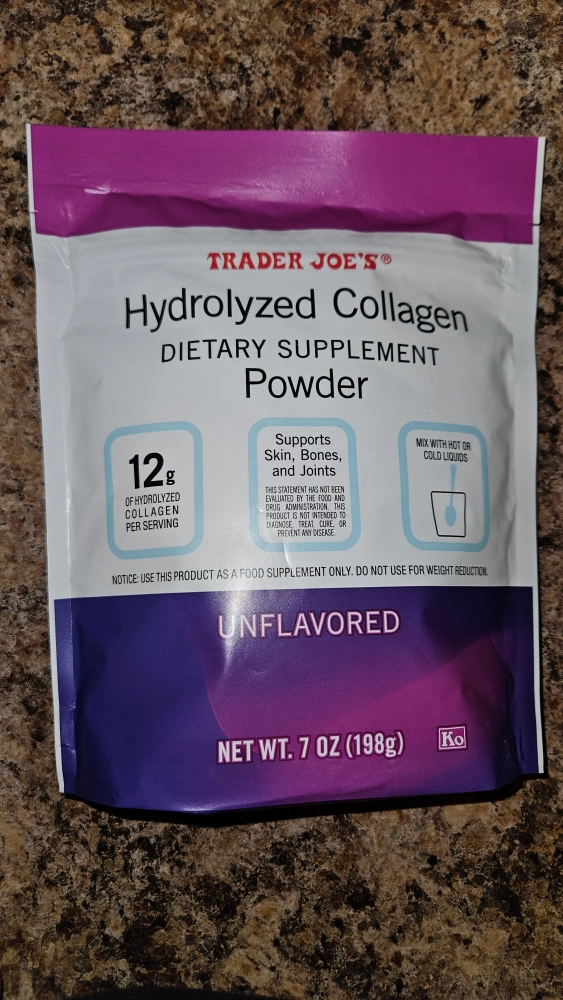 TRADER JOE'S®
Hydrolyzed Collagen
DIETARY SUPPLEMENT
Powder
12g
OF HYDROLYZED
COLLAGEN
PER SERVING
Supports
Skin, Bones,
and Joints
THIS STATEMENT HAS NOT BEEN
EVALUATED BY THE FOOD AND
DRUG ADMINISTRATION. THIS
PRODUCT IS NOT INTENDED TO
DIAGNOSE, TREAT, CURE, OR
PREVENT ANY DISEASE.
MIX WITH HOT OR
COLD LIQUIDS
NOTICE: USE THIS PRODUCT AS A FOOD SUPPLEMENT ONLY. DO NOT USE FOR WEIGHT REDUCTION.
UNFLAVORED
NET WT. 7 OZ (198g)
Ko